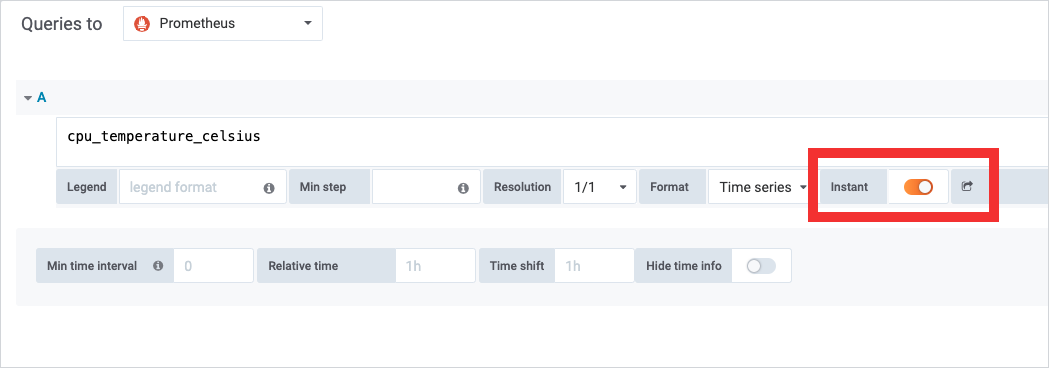 Queries to Prometheus
A
cpu_temperature_celsius
Legend legend format Min step Resolution 1/1 Format Time series Instant
Min time interval 0 Relative time 1h Time shift 1h Hide time info